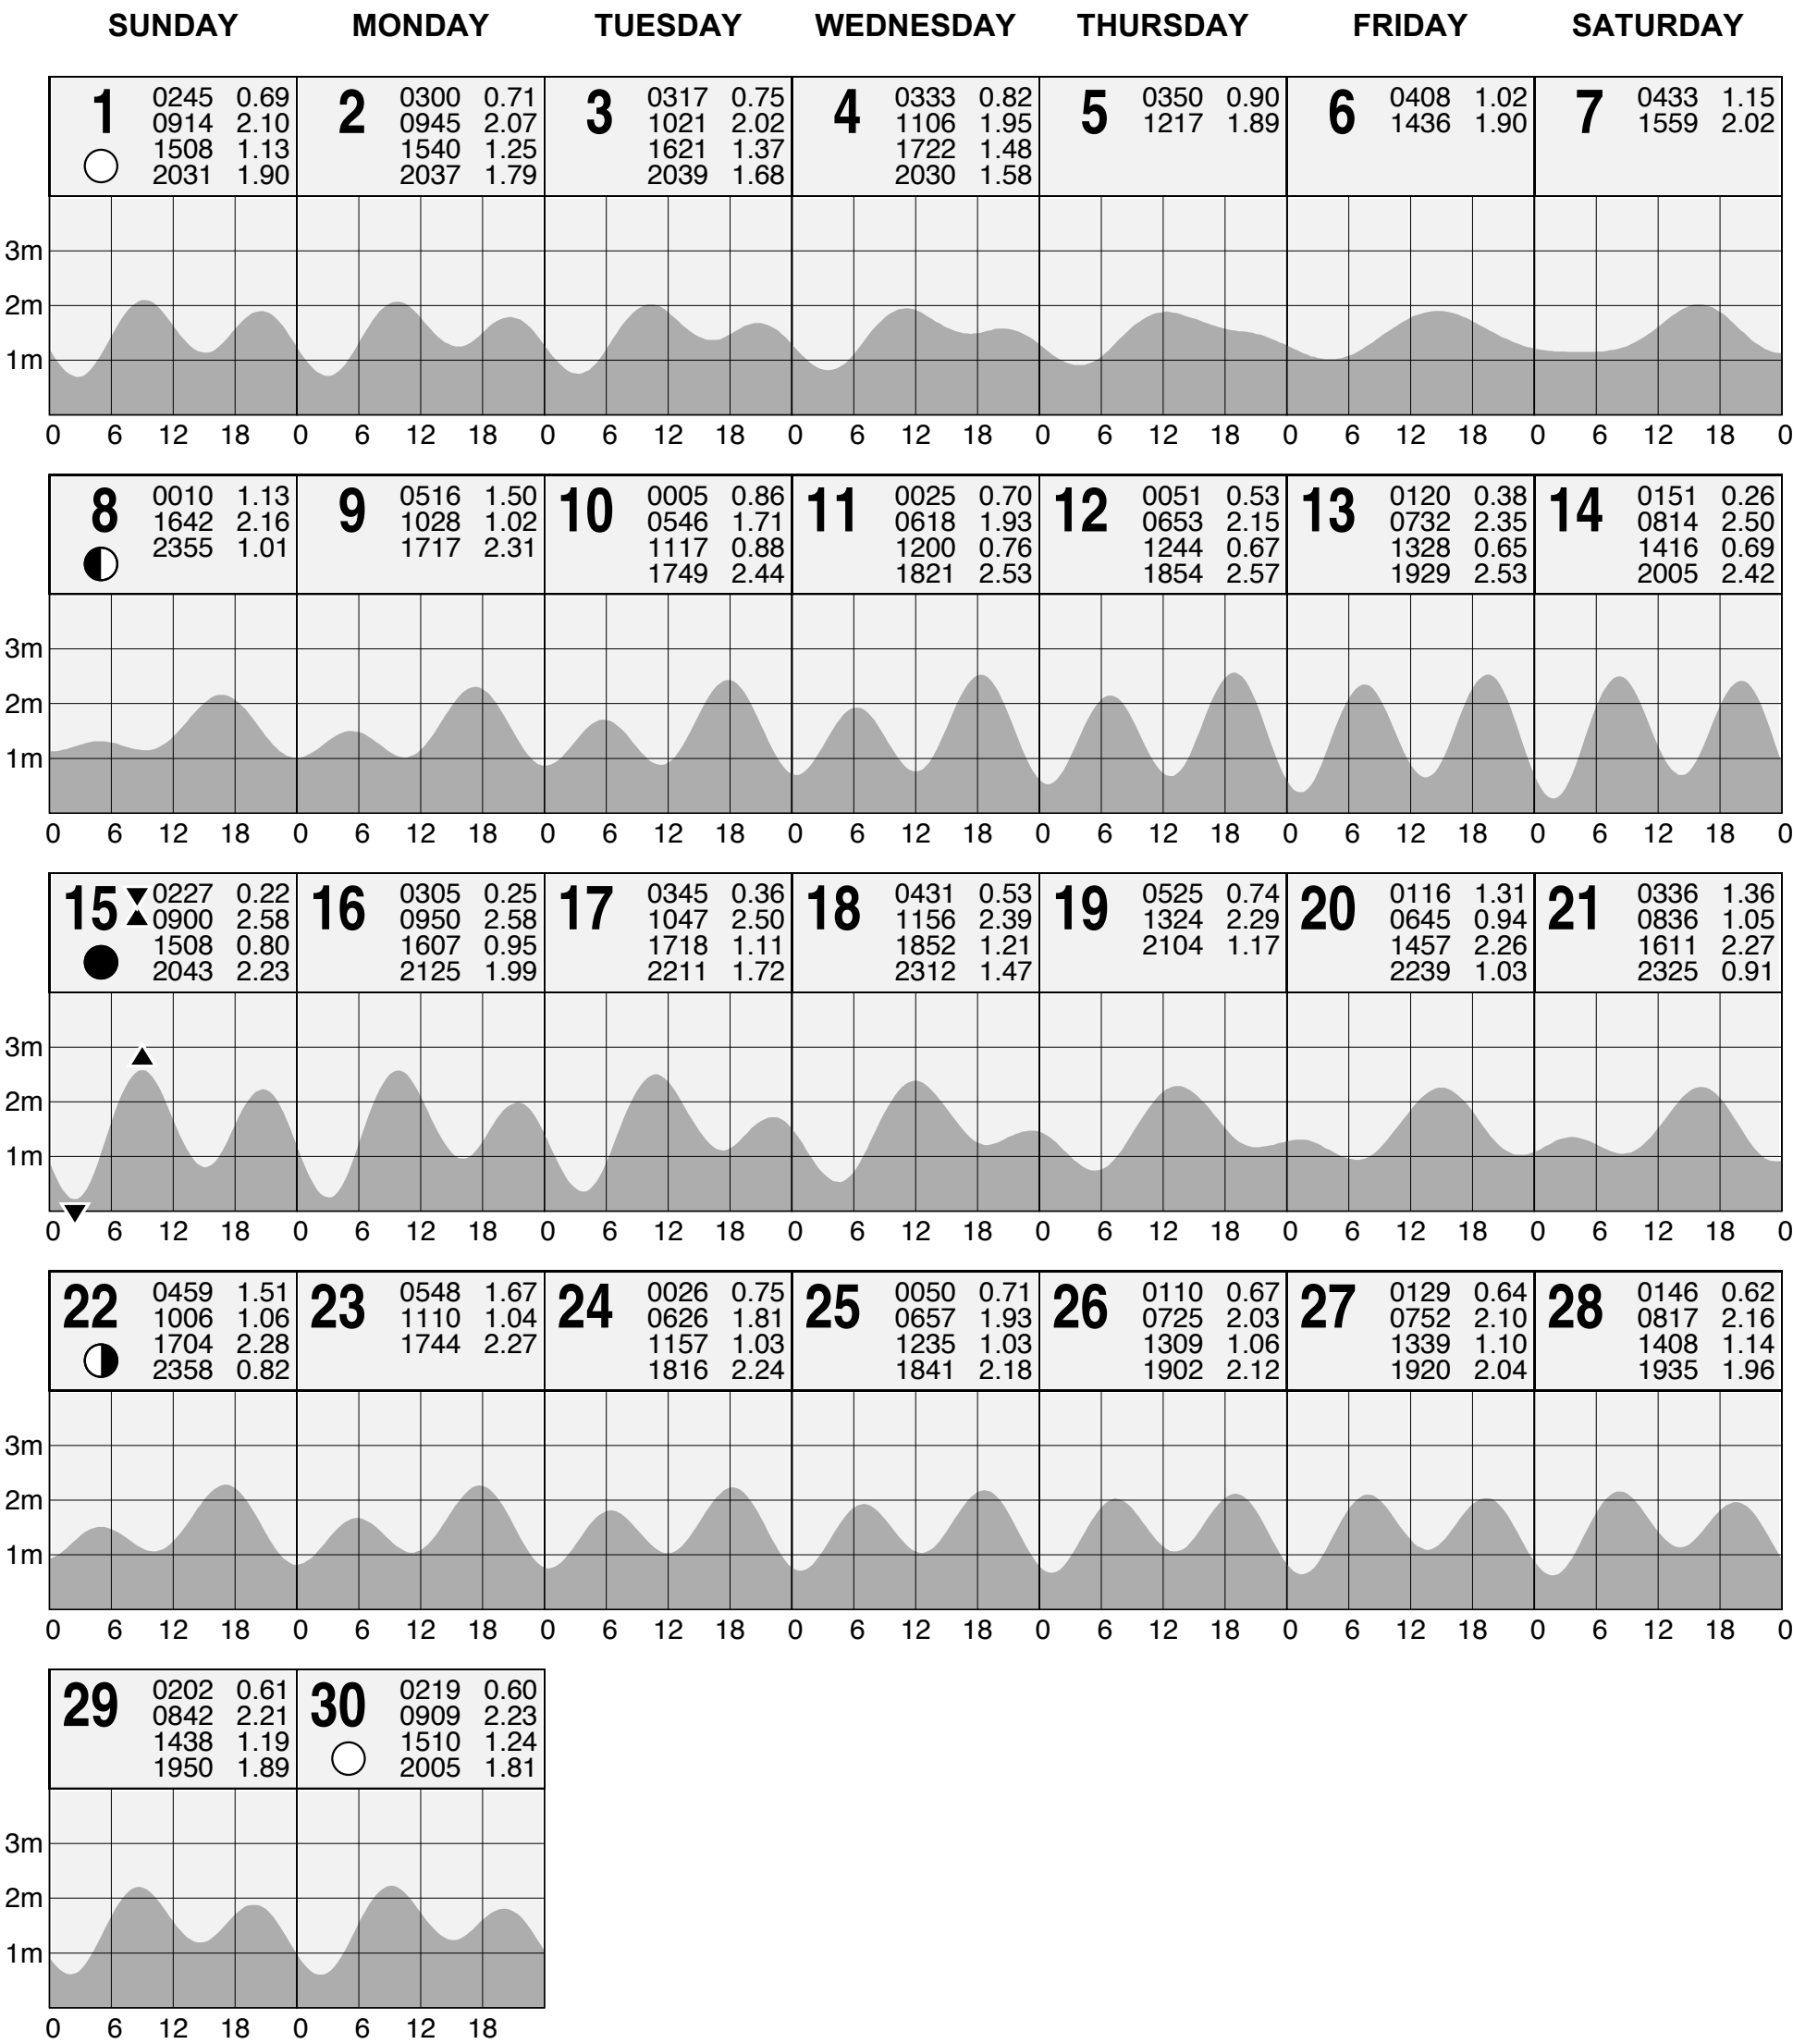 SUNDAY MONDAY TUESDAY WEDNESDAY THURSDAY FRIDAY SATURDAY
1 0245 0.69
0914 2.10
1508 1.13
2031 1.90
2 0300 0.71
0945 2.07
1540 1.25
2037 1.79
3 0317 0.75
1021 2.02
1621 1.37
2039 1.68
4 0333 0.82
1106 1.95
1722 1.48
2030 1.58
5 0350 0.90
1217 1.89
6 0408 1.02
1436 1.90
7 0433 1.15
1559 2.02
3m
2m
1m
0 6 12 18 0 6 12 18 0 6 12 18 0 6 12 18 0 6 12 18 0 6 12 18 0 6 12 18 0
8 0010 1.13
1642 2.16
2355 1.01
9 0516 1.50
1028 1.02
1717 2.31
10 0005 0.86
0546 1.71
1117 0.88
1749 2.44
11 0025 0.70
0618 1.93
1200 0.76
1821 2.53
12 0051 0.53
0653 2.15
1244 0.67
1854 2.57
13 0120 0.38
0732 2.35
1328 0.65
1929 2.53
14 0151 0.26
0814 2.50
1416 0.69
2005 2.42
3m
2m
1m
0 6 12 18 0 6 12 18 0 6 12 18 0 6 12 18 0 6 12 18 0 6 12 18 0 6 12 18 0
15 0227 0.22
0900 2.58
1508 0.80
2043 2.23
16 0305 0.25
0950 2.58
1607 0.95
2125 1.99
17 0345 0.36
1047 2.50
1718 1.11
2211 1.72
18 0431 0.53
1156 2.39
1852 1.21
2312 1.47
19 0525 0.74
1324 2.29
2104 1.17
20 0116 1.31
0645 0.94
1457 2.26
2239 1.03
21 0336 1.36
0836 1.05
1611 2.27
2325 0.91
3m
2m
1m
0 6 12 18 0 6 12 18 0 6 12 18 0 6 12 18 0 6 12 18 0 6 12 18 0 6 12 18 0
22 0459 1.51
1006 1.06
1704 2.28
2358 0.82
23 0548 1.67
1110 1.04
1744 2.27
24 0026 0.75
0626 1.81
1157 1.03
1816 2.24
25 0050 0.71
0657 1.93
1235 1.03
1841 2.18
26 0110 0.67
0725 2.03
1309 1.06
1902 2.12
27 0129 0.64
0752 2.10
1339 1.10
1920 2.04
28 0146 0.62
0817 2.16
1408 1.14
1935 1.96
3m
2m
1m
0 6 12 18 0 6 12 18 0 6 12 18 0 6 12 18 0 6 12 18 0 6 12 18 0 6 12 18 0
29 0202 0.61
0842 2.21
1438 1.19
1950 1.89
30 0219 0.60
0909 2.23
1510 1.24
2005 1.81
3m
2m
1m
0 6 12 18 0 6 12 18